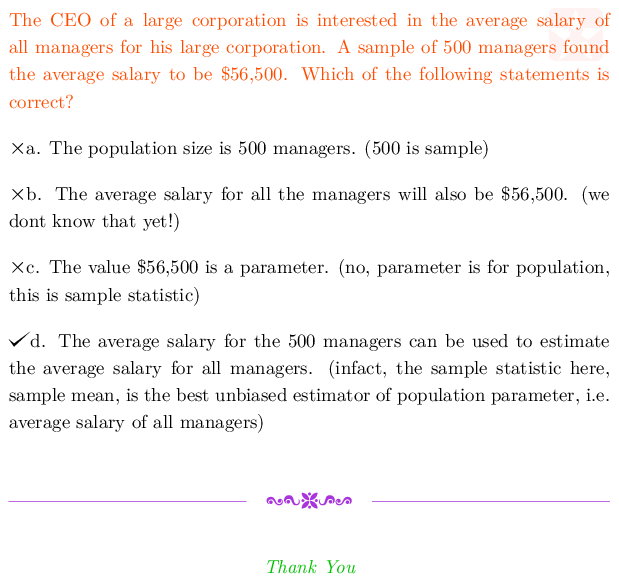 The CEO of a large corporation is interested in the average salary of
all managers for his large corporation. A sample of 500 managers found
the average salary to be $56,500. Which of the following statements is
correct?
×a. The population size is 500 managers. (500 is sample)
×b. The average salary for all the managers will also be $56,500. (we
dont know that yet!)
×c. The value $56,500 is a parameter. (no, parameter is for population,
this is sample statistic)
✓d. The average salary for the 500 managers can be used to estimate
the average salary for all managers. (infact, the sample statistic here,
sample mean, is the best unbiased estimator of population parameter, i.e.
average salary of all managers)
Thank You